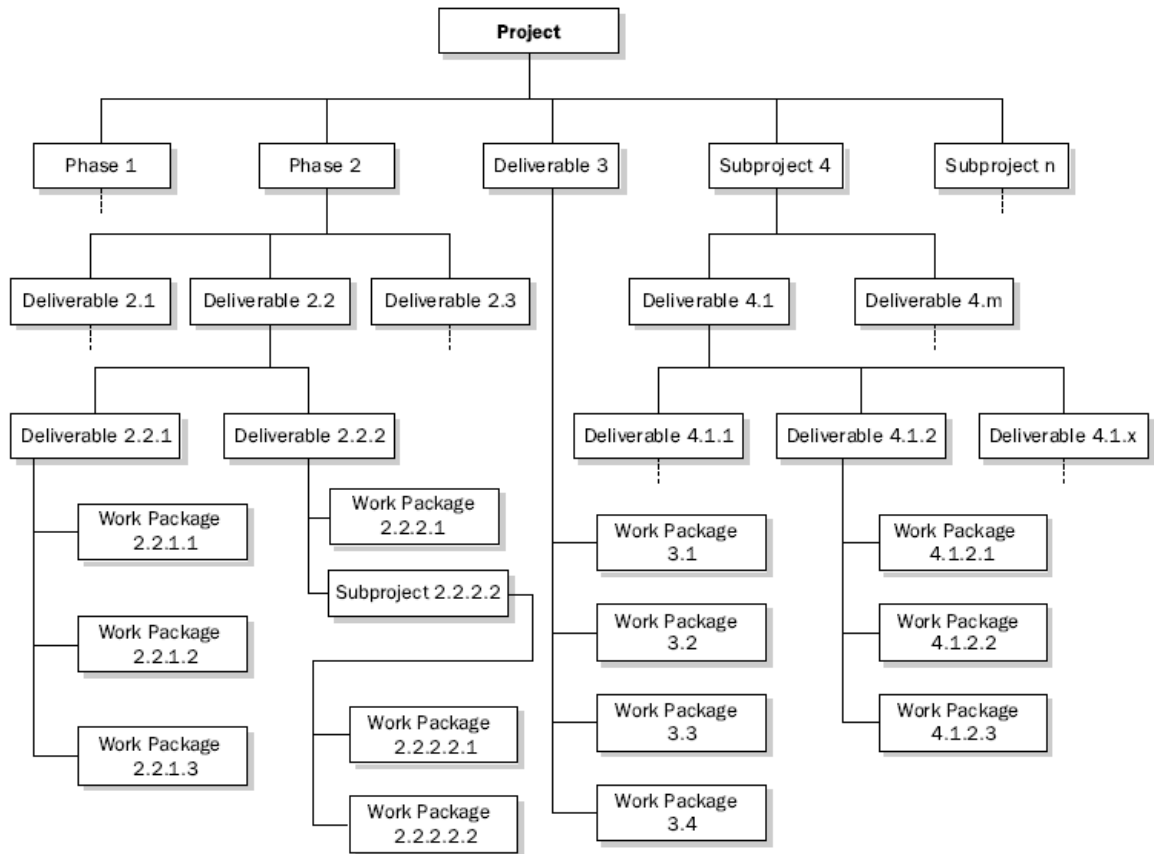 Project
Phase 1
Phase 2
Deliverable 3
Subproject 4
Subproject n
Deliverable 2.1
Deliverable 2.2
Deliverable 2.3
Deliverable 4.1
Deliverable 4.m
Deliverable 2.2.1
Deliverable 2.2.2
Deliverable 4.1.1
Deliverable 4.1.2
Deliverable 4.1.x
Work Package
2.2.1.1
Work Package
2.2.1.2
Work Package
2.2.1.3
Work Package
2.2.2.1
Subproject 2.2.2.2
Work Package
2.2.2.2.1
Work Package
2.2.2.2.2
Work Package
3.1
Work Package
3.2
Work Package
3.3
Work Package
3.4
Work Package
4.1.2.1
Work Package
4.1.2.2
Work Package
4.1.2.3